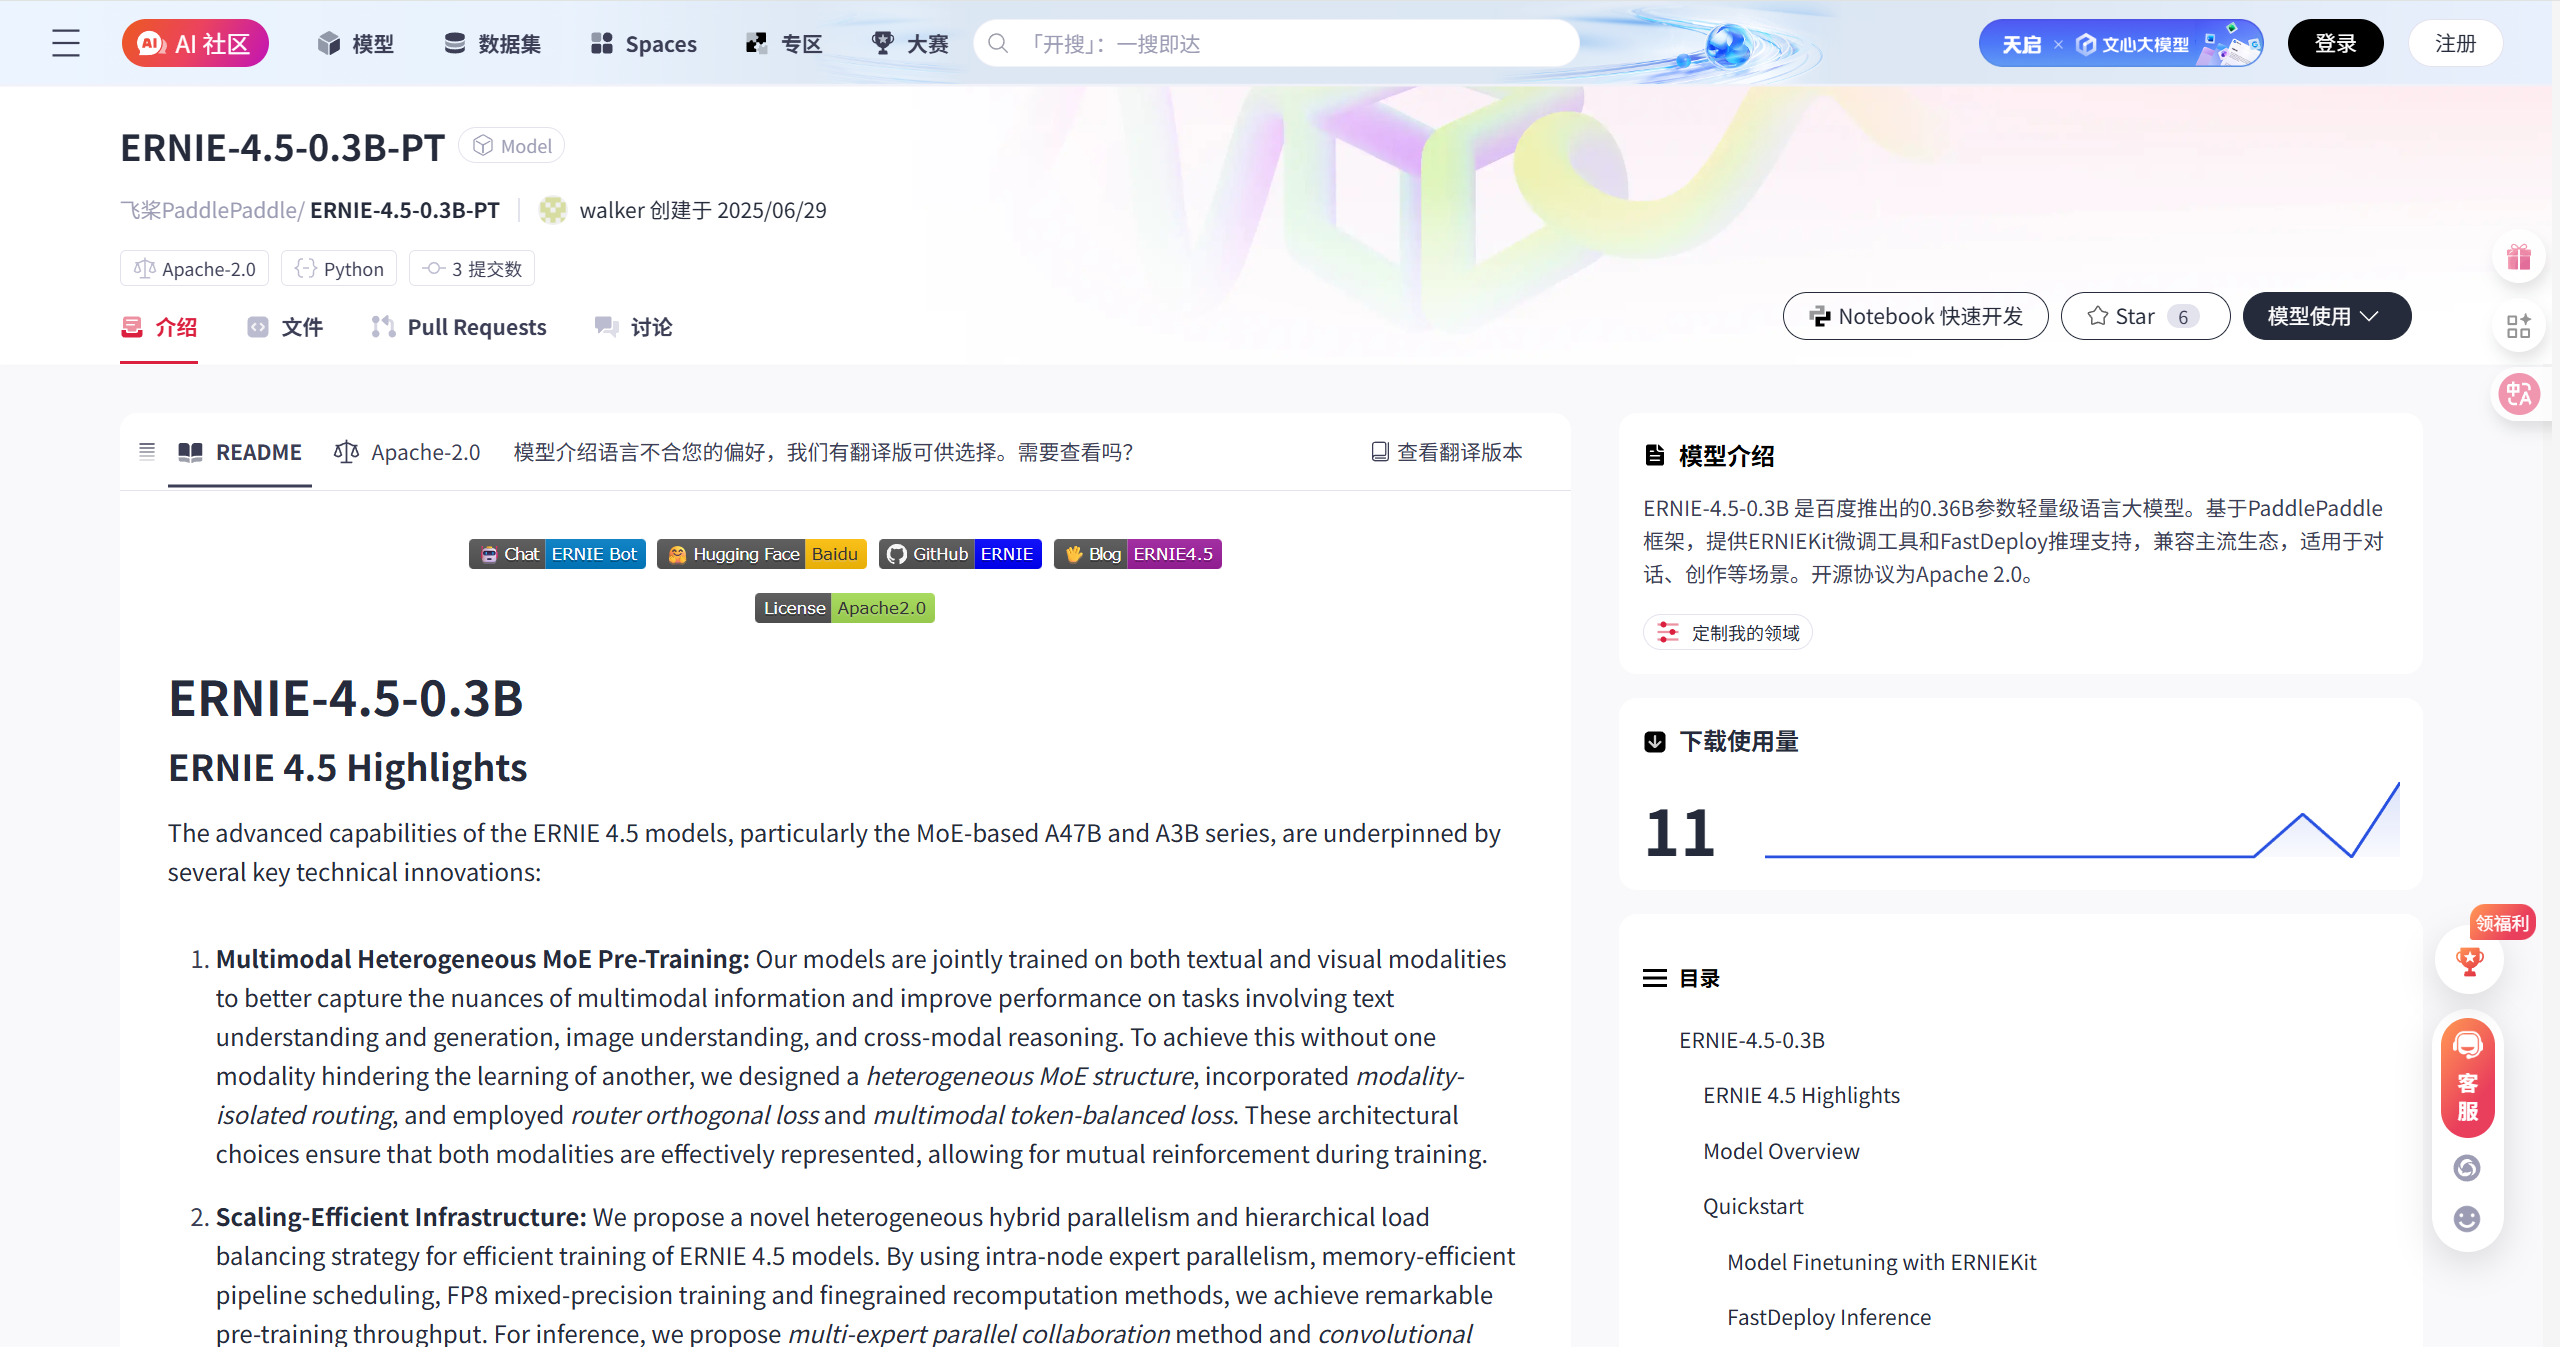 AI 社区
模型
数据集
Spaces
专区
大赛
「开搜」：一搜即达
天启 × 文心大模型
登录
注册
ERNIE-4.5-0.3B-PT
Model
飞桨PaddlePaddle/ ERNIE-4.5-0.3B-PT
walker 创建于 2025/06/29
Apache-2.0
Python
3 提交数
介绍
文件
Pull Requests
讨论
Notebook 快速开发
Star 6
模型使用
README
Apache-2.0
模型介绍语言不合您的偏好，我们有翻译版可供选择。需要查看吗？
查看翻译版本
Chat ERNIE Bot
Hugging Face Baidu
GitHub ERNIE
Blog ERNIE4.5
License Apache2.0
ERNIE-4.5-0.3B
ERNIE 4.5 Highlights
The advanced capabilities of the ERNIE 4.5 models, particularly the MoE-based A47B and A3B series, are underpinned by
several key technical innovations:
1. Multimodal Heterogeneous MoE Pre-Training: Our models are jointly trained on both textual and visual modalities
to better capture the nuances of multimodal information and improve performance on tasks involving text
understanding and generation, image understanding, and cross-modal reasoning. To achieve this without one
modality hindering the learning of another, we designed a heterogeneous MoE structure, incorporated modality-
isolated routing, and employed router orthogonal loss and multimodal token-balanced loss. These architectural
choices ensure that both modalities are effectively represented, allowing for mutual reinforcement during training.
2. Scaling-Efficient Infrastructure: We propose a novel heterogeneous hybrid parallelism and hierarchical load
balancing strategy for efficient training of ERNIE 4.5 models. By using intra-node expert parallelism, memory-efficient
pipeline scheduling, FP8 mixed-precision training and finegrained recomputation methods, we achieve remarkable
pre-training throughput. For inference, we propose multi-expert parallel collaboration method and convolutional
模型介绍
ERNIE-4.5-0.3B 是百度推出的0.36B参数轻量级语言大模型。基于PaddlePaddle
框架，提供ERNIEKit微调工具和FastDeploy推理支持，兼容主流生态，适用于对
话、创作等场景。开源协议为Apache 2.0。
定制我的领域
下载使用量
11
目录
ERNIE-4.5-0.3B
ERNIE 4.5 Highlights
Model Overview
Quickstart
Model Finetuning with ERNIEKit
FastDeploy Inference
中A
领福利
客
服